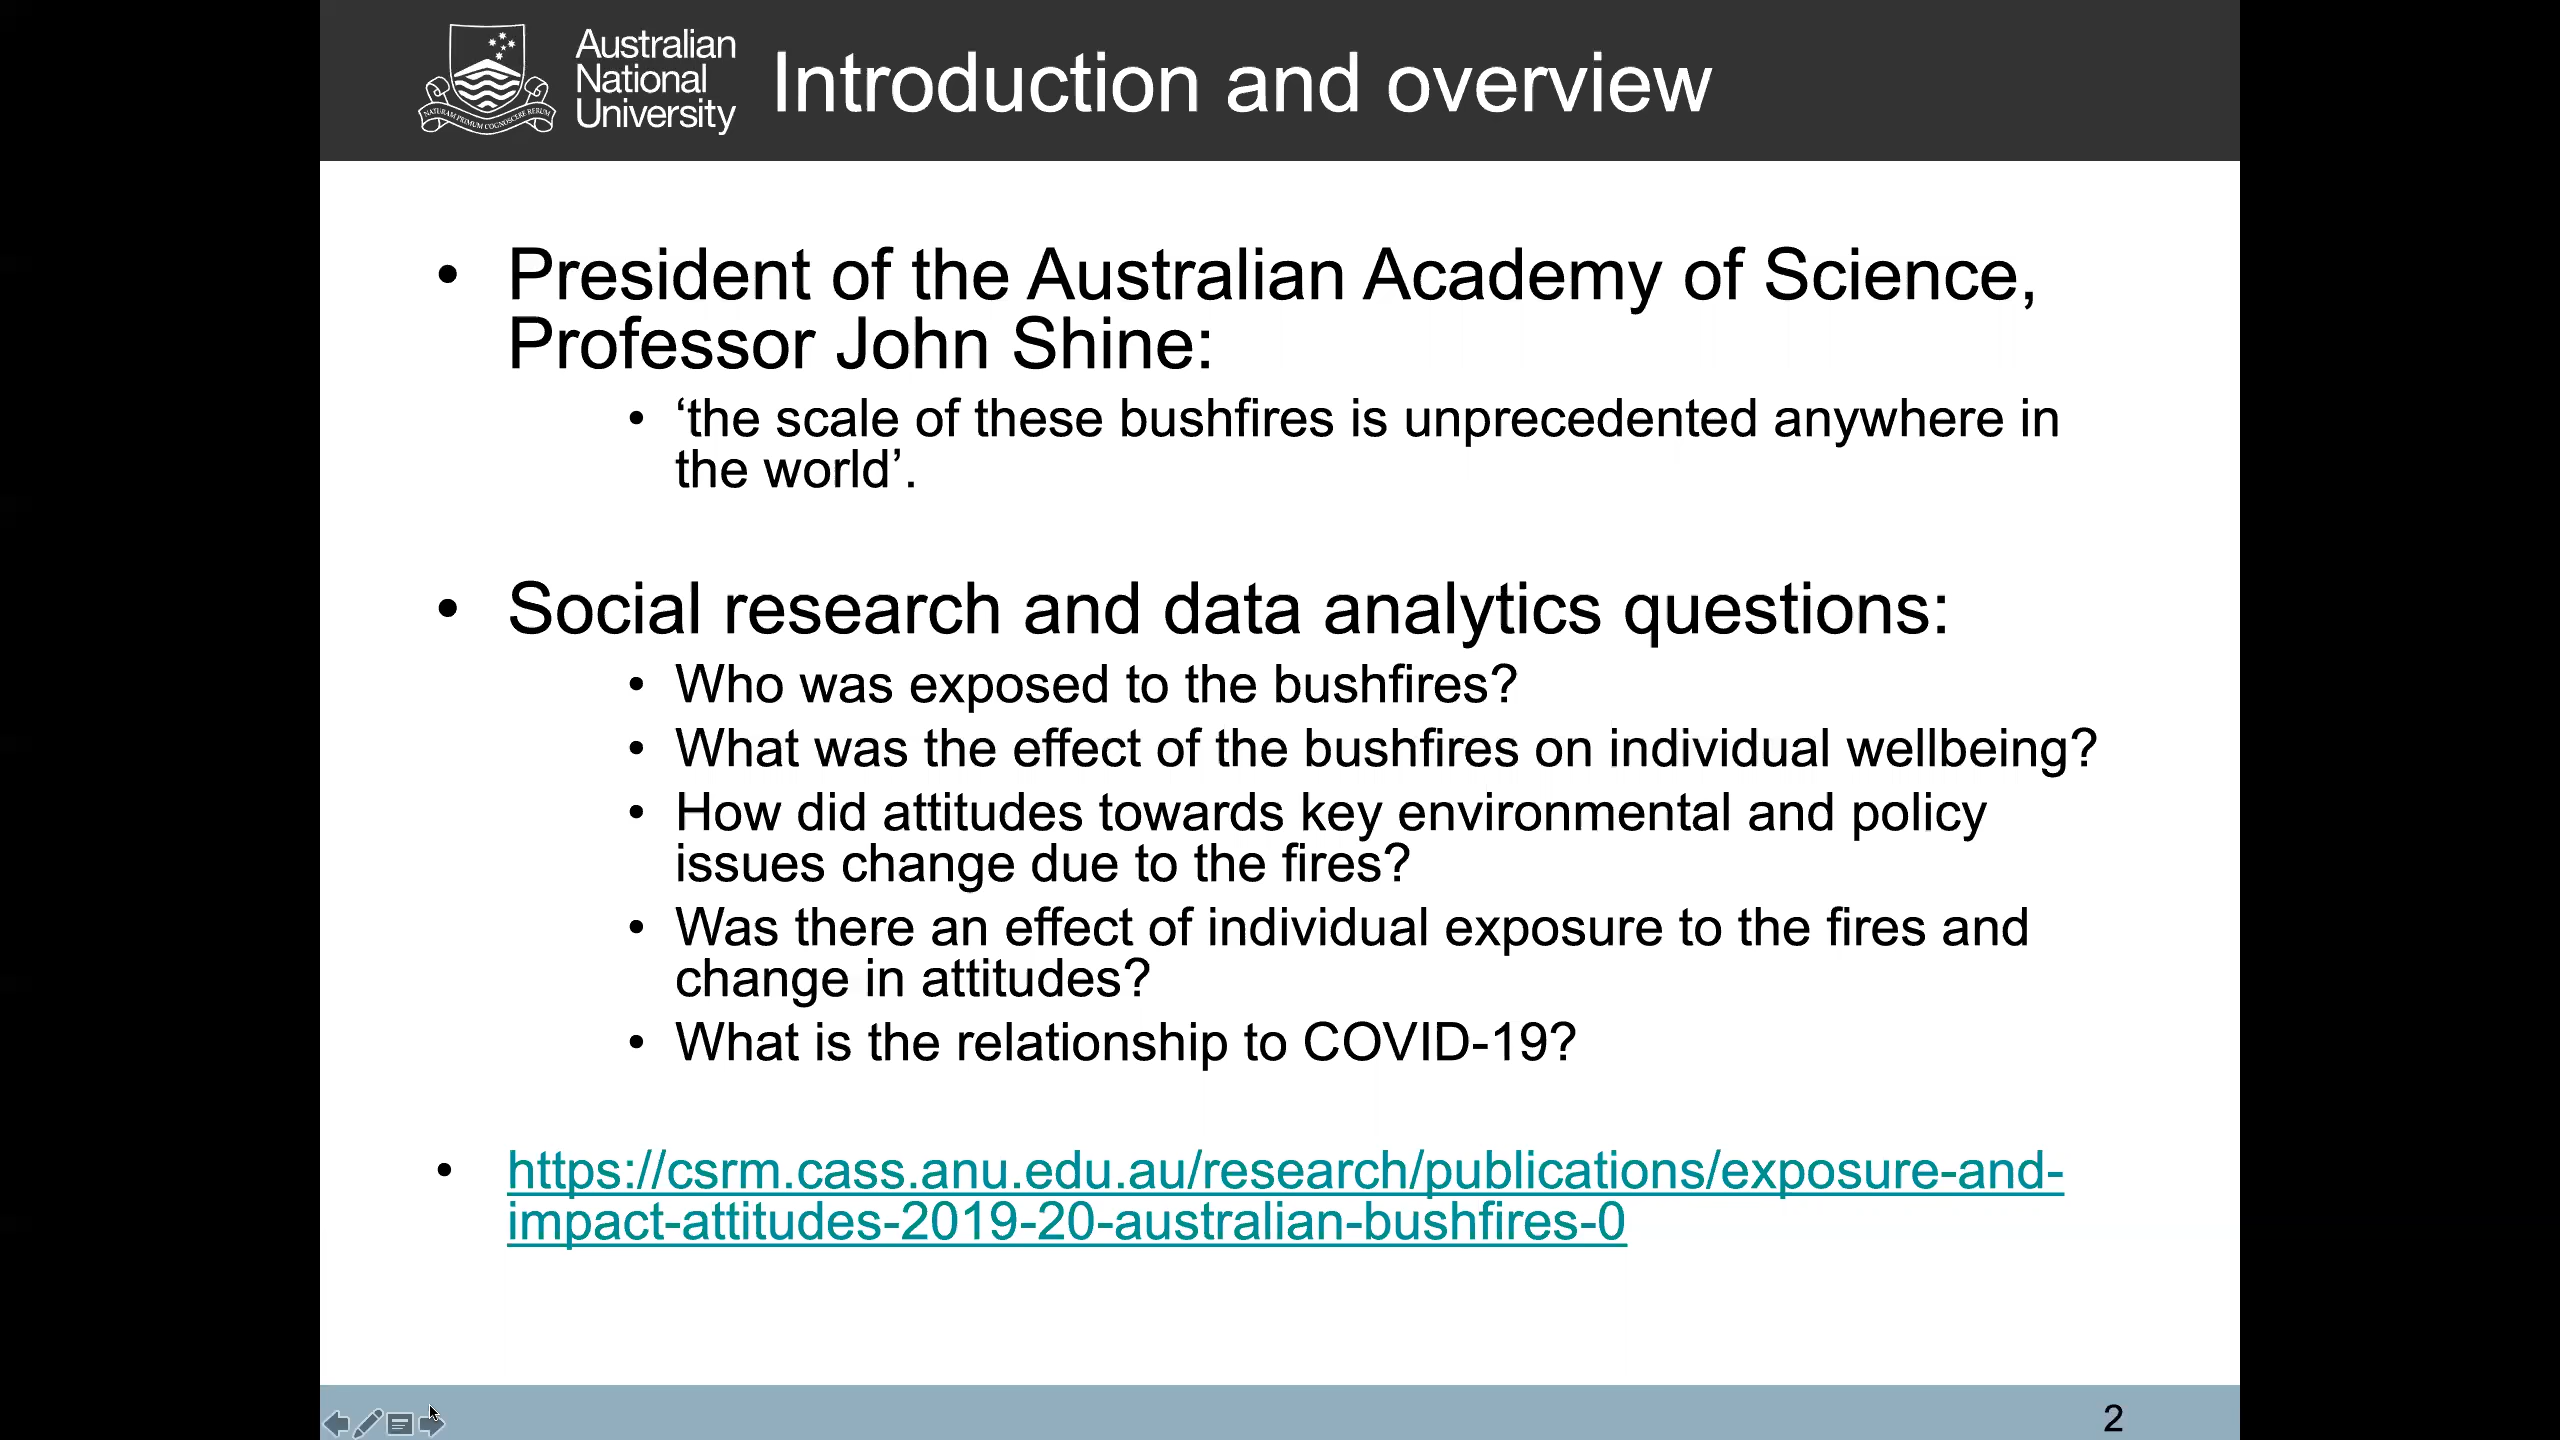 Australian
National
University
NATURAM PRIMUM COGNOSCERE RERUM
Introduction and overview
• President of the Australian Academy of Science,
Professor John Shine:
• ‘the scale of these bushfires is unprecedented anywhere in
the world’.
• Social research and data analytics questions:
• Who was exposed to the bushfires?
• What was the effect of the bushfires on individual wellbeing?
• How did attitudes towards key environmental and policy
issues change due to the fires?
• Was there an effect of individual exposure to the fires and
change in attitudes?
• What is the relationship to COVID-19?
• https://csrm.cass.anu.edu.au/research/publications/exposure-and-
impact-attitudes-2019-20-australian-bushfires-0
2